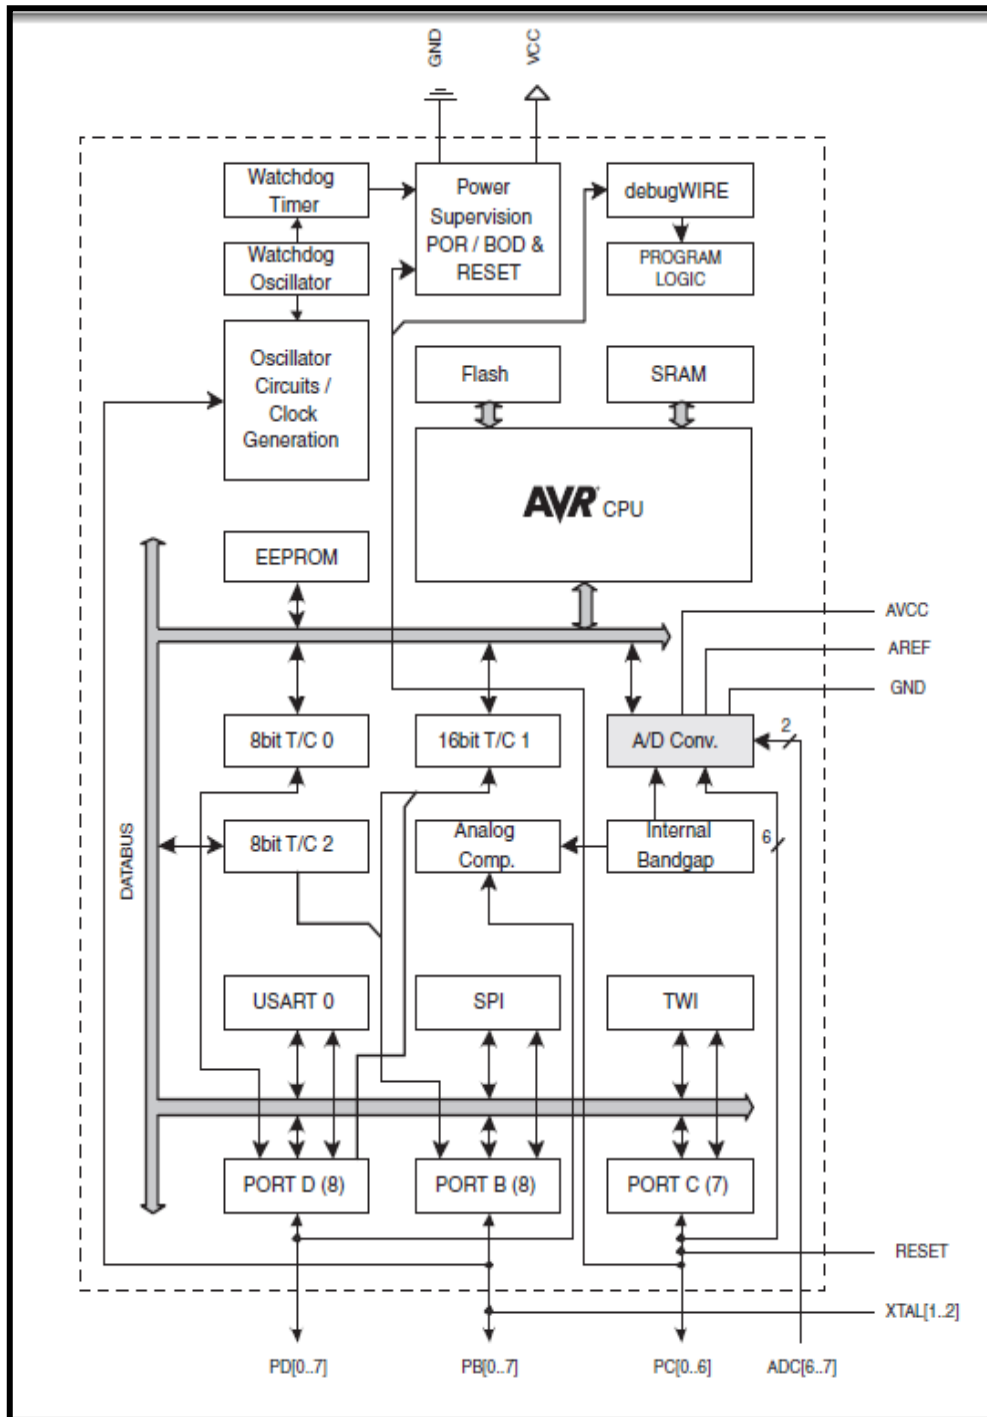 GND
VCC
Watchdog
Timer
Power
Supervision
POR / BOD &
RESET
debugWIRE
Watchdog
Oscillator
PROGRAM
LOGIC
Oscillator
Circuits /
Clock
Generation
Flash
SRAM
AVR CPU
EEPROM
AVCC
AREF
GND
8bit T/C 0
16bit T/C 1
A/D Conv.
2
DATABUS
8bit T/C 2
Analog
Comp.
Internal
Bandgap
6
USART 0
SPI
TWI
PORT D (8)
PORT B (8)
PORT C (7)
RESET
XTAL[1..2]
PD[0..7]
PB[0..7]
PC[0..6]
ADC[6..7]